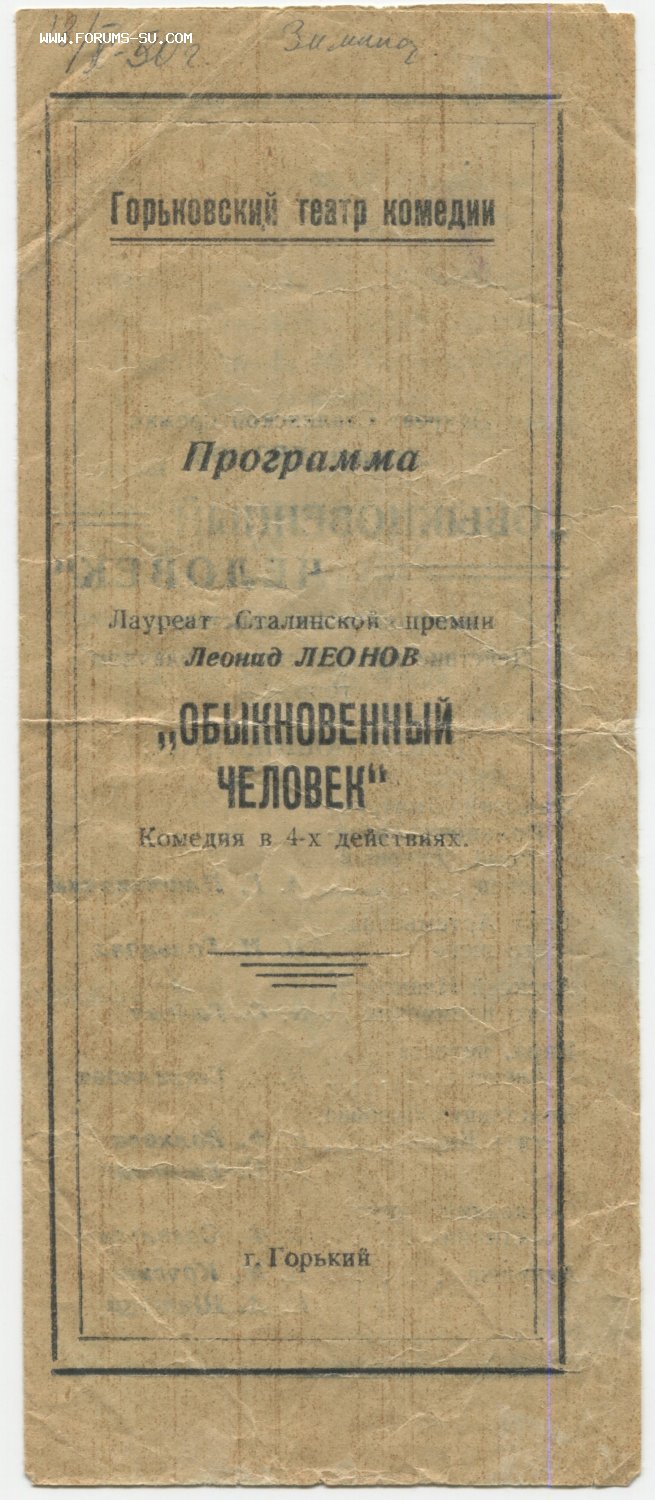 WWW.FORUMS-SU.COM
Горьковский театр комедии
Программа
Лауреат Сталинской премии
Леонид ЛЕОНОВ
„ОБЫКНОВЕННЫЙ
ЧЕЛОВЕК“
Комедия в 4-х действиях.
г. Горький